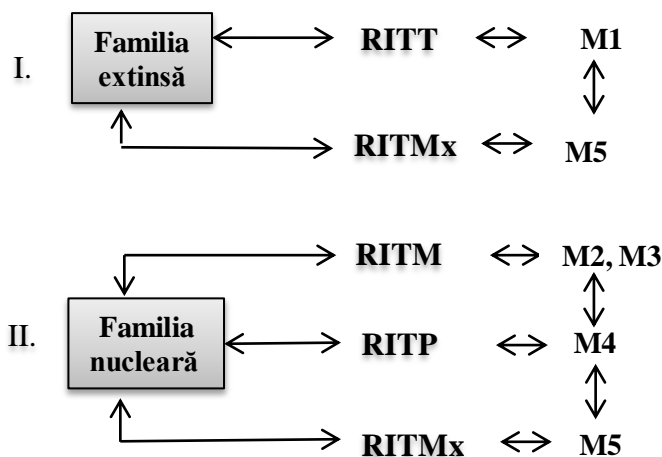 I.
Familia
extinsă
RITT
M1
RITMx
M5
II.
Familia
nucleară
RITM
M2, M3
RITP
M4
RITMx
M5